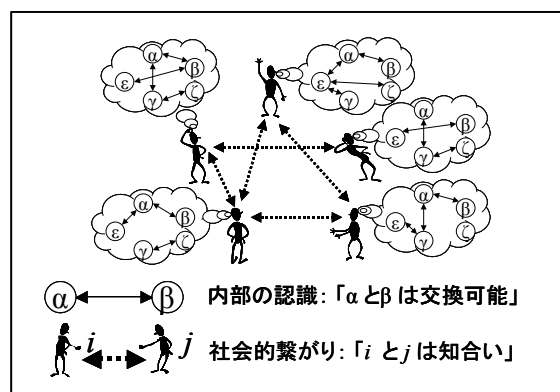 α
β
ε
γ
ζ
α
β
ε
γ
ζ
α
β
ε
γ
ζ
α
β
ε
γ
ζ
α
β
ε
γ
ζ
α β 内部の認識:「αとβは交換可能」
i j 社会的繋がり:「iとjは知合い」